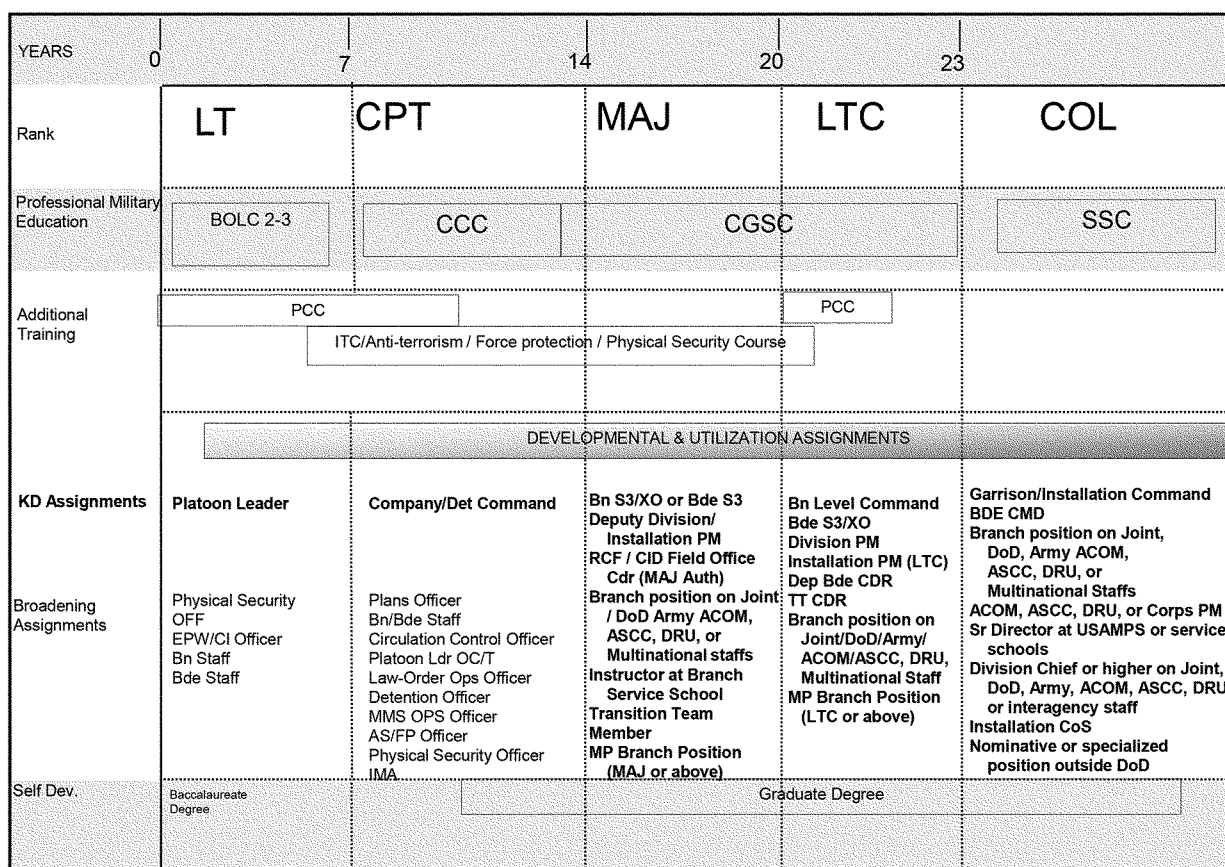 YEARS
0
7
14
20
23
Rank
LT
CPT
MAJ
LTC
COL
Professional Military
Education
BOLC 2-3
CCC
CGSC
SSC
Additional
Training
PCC
PCC
ITC/Anti-terrorism / Force protection / Physical Security Course
DEVELOPMENTAL & UTILIZATION ASSIGNMENTS
KD Assignments
Platoon Leader
Company/Det Command
Bn S3/XO or Bde S3
Deputy Division/
Installation PM
RCF / CID Field Office
Cdr (MAJ Auth)
Branch position on Joint
/ DoD Army ACOM,
ASCC, DRU, or
Multinational staffs
Instructor at Branch
Service School
Transition Team
Member
MP Branch Position
(MAJ or above)
Bn Level Command
Bde S3/XO
Division PM
Installation PM (LTC)
Dep Bde CDR
TT CDR
Branch position on
Joint/DoD/Army/
ACOM/ASCC, DRU,
Multinational Staff
MP Branch Position
(LTC or above)
Garrison/Installation Command
BDE CMD
Branch position on Joint,
DoD, Army ACOM,
ASCC, DRU, or
Multinational Staffs
ACOM, ASCC, DRU, or Corps PM
Sr Director at USAMPS or service
schools
Division Chief or higher on Joint,
DoD, Army, ACOM, ASCC, DRU
or interagency staff
Installation CoS
Nominative or specialized
position outside DoD
Broadening
Assignments
Physical Security
OFF
EPW/CI Officer
Bn Staff
Bde Staff
Plans Officer
Bn/Bde Staff
Circulation Control Officer
Platoon Ldr OC/T
Law-Order Ops Officer
Detention Officer
MMS OPS Officer
AS/FP Officer
Physical Security Officer
IMA
Self Dev.
Baccalaureate
Degree
Graduate Degree